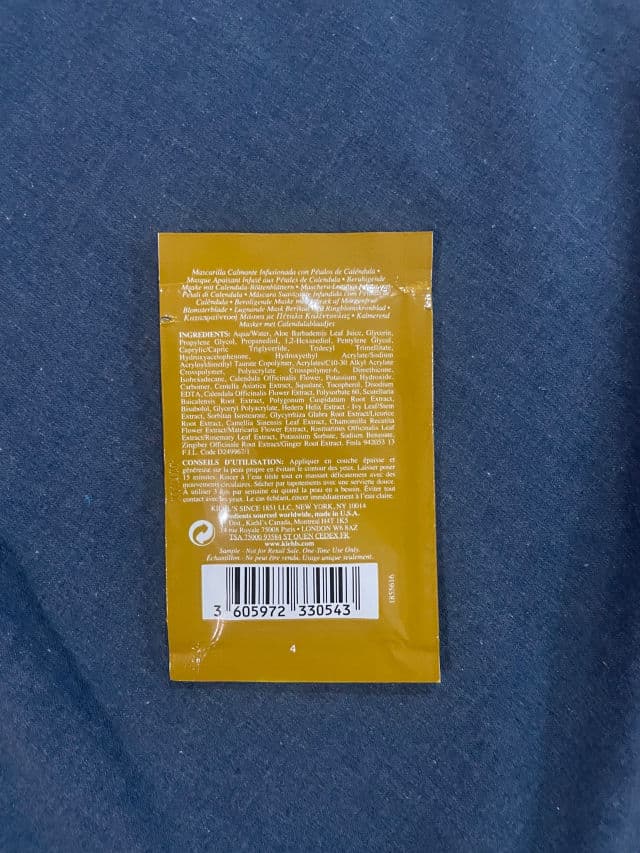 Mascarilla Calmante Infusionada con Pétalos de Caléndula •
Masque Apaisant Infusé aux Pétales de Calendula • Beruhigende
Maske mit Calendula-Blütenblättern • Maschera
Petali di Calendula • Máscara Suavizante Infundida com
Calêndula • Beroligende Maske med af Morgenfrue
Blomsterblade • Lugnande Mask Berikad Ringblomskronblad
• Μάσκα με Πέταλα Καλέντουλας • Kalmerend
Masker met Calendulablaadjes
INGREDIENTS: Aqua/Water, Aloe Barbadensis Leaf Juice, Glycerin,
Propylene Glycol, Propanediol, 1,2-Hexanediol, Pentylene Glycol,
Caprylic/Capric Triglyceride, Tridecyl Trimellitate,
Hydroxyacetophenone, Hydroxyethyl Acrylate/Sodium
Acryloyldimethyl Taurate Copolymer, Acrylates/C10-30 Alkyl Acrylate
Crosspolymer, Polyacrylate Crosspolymer-6, Dimethicone,
Isohexadecane, Calendula Officinalis Flower, Potassium Hydroxide,
Carbomer, Centella Asiatica Extract, Squalane, Tocopherol, Disodium
EDTA, Calendula Officinalis Flower Extract, Polysorbate 60, Scutellaria
Baicalensis Root Extract, Polygonum Cuspidatum Root Extract,
Bisabolol, Glyceryl Polyacrylate, Hedera Helix Extract - Ivy Leaf/Stem
Extract, Sorbitan Isostearate, Glycyrrhiza Glabra Root Extract/Licorice
Root Extract, Camellia Sinensis Leaf Extract, Chamomilla Recutita
Flower Extract/Matricaria Flower Extract, Rosmarinus Officinalis Leaf
Extract/Rosemary Leaf Extract, Potassium Sorbate, Sodium Benzoate,
Zingiber Officinale Root Extract/Ginger Root Extract. Fmla 942053 13
F.I.L. Code D249967/1
CONSEILS D'UTILISATION: Appliquer en couche épaisse et
généreuse sur la peau propre en évitant le contour des yeux. Laisser poser
15 minutes. Rincer à l'eau tiède tout en massant délicatement avec des
mouvements circulaires. Sécher par tapotements avec une serviette douce.
À utiliser 3 fois par semaine ou quand la peau en a besoin. Éviter tout
contact avec les yeux. Le cas échéant, rincer immédiatement à l'eau claire.
KIEHL'S SINCE 1851 LLC, NEW YORK, NY 10014
Ingredients sourced worldwide, made in U.S.A.
Dist., Kiehl's Canada, Montreal H4T 1K5
14 rue Royale 75008 Paris • LONDON W6 8AZ
TSA 75000 93584 ST OUEN CEDEX FR
www.kiehls.com
Sample - Not for Retail Sale. One-Time Use Only.
Échantillon - Ne peut être vendu. Usage unique seulement.
3 605972 330543
1855616
4